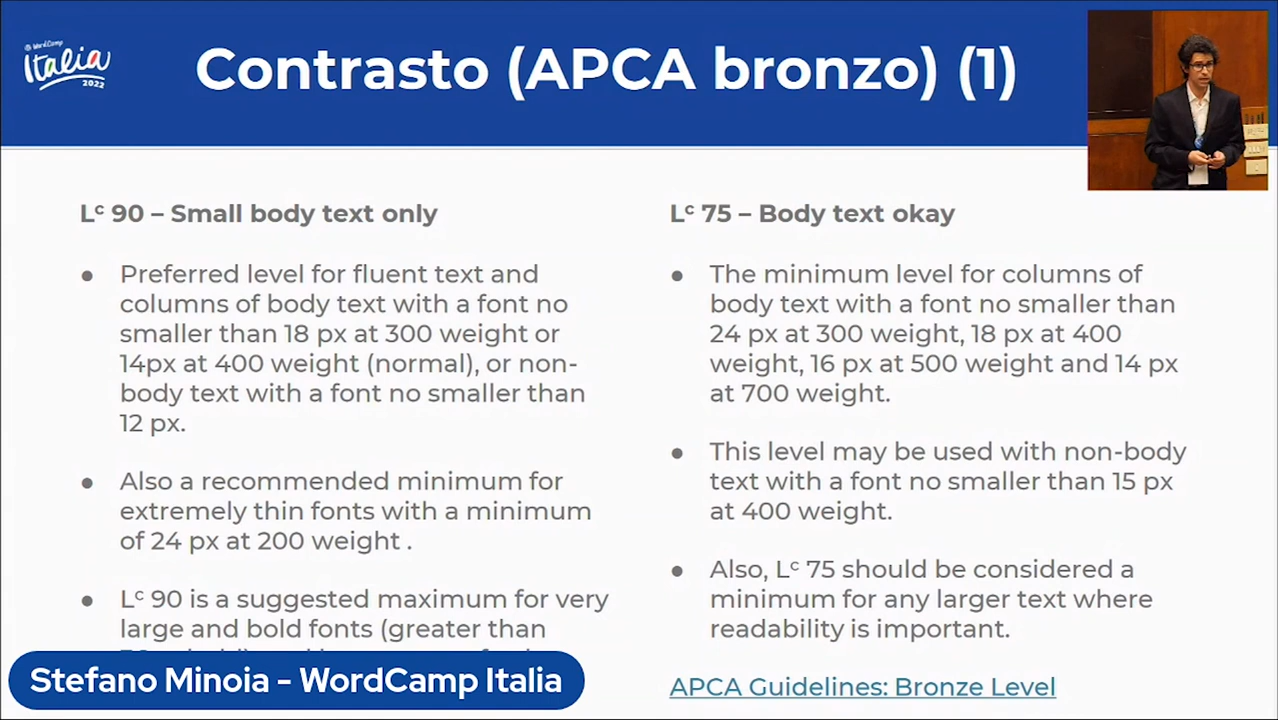 WordCamp
Italia
2022
Contrasto (APCA bronzo) (1)
Lᶜ 90 – Small body text only
● Preferred level for fluent text and
columns of body text with a font no
smaller than 18 px at 300 weight or
14px at 400 weight (normal), or non-
body text with a font no smaller than
12 px.
● Also a recommended minimum for
extremely thin fonts with a minimum
of 24 px at 200 weight .
● Lᶜ 90 is a suggested maximum for very
large and bold fonts (greater than
Lᶜ 75 – Body text okay
● The minimum level for columns of
body text with a font no smaller than
24 px at 300 weight, 18 px at 400
weight, 16 px at 500 weight and 14 px
at 700 weight.
● This level may be used with non-body
text with a font no smaller than 15 px
at 400 weight.
● Also, Lᶜ 75 should be considered a
minimum for any larger text where
readability is important.
APCA Guidelines: Bronze Level
Stefano Minoia - WordCamp Italia